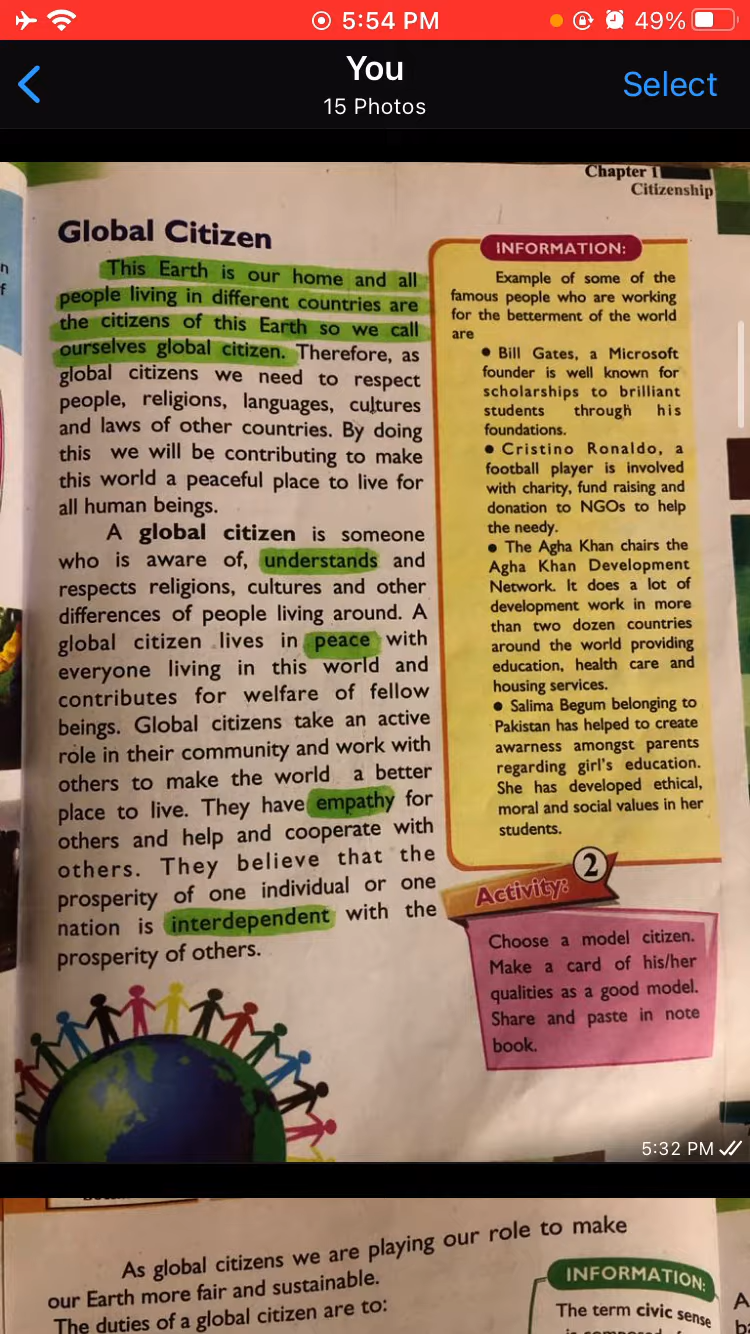 5:54 PM
49%
You
15 Photos
Select
Chapter 1
Citizenship
n
f
Global Citizen
This Earth is our home and all
people living in different countries are
the citizens of this Earth so we call
ourselves global citizen. Therefore, as
global citizens we need to respect
people, religions, languages, cultures
and laws of other countries. By doing
this we will be contributing to make
this world a peaceful place to live for
all human beings.
A global citizen is someone
who is aware of, understands and
respects religions, cultures and other
differences of people living around. A
global citizen lives in peace with
everyone living in this world and
contributes for welfare of fellow
beings. Global citizens take an active
role in their community and work with
others to make the world a better
place to live. They have empathy for
others and help and cooperate with
others. They believe that the
prosperity of one individual or one
nation is interdependent with the
prosperity of others.
INFORMATION:
Example of some of the
famous people who are working
for the betterment of the world
are
• Bill Gates, a Microsoft
founder is well known for
scholarships to brilliant
students through his
foundations.
• Cristino Ronaldo, a
football player is involved
with charity, fund raising and
donation to NGOs to help
the needy.
• The Agha Khan chairs the
Agha Khan Development
Network. It does a lot of
development work in more
than two dozen countries
around the world providing
education, health care and
housing services.
• Salima Begum belonging to
Pakistan has helped to create
awarness amongst parents
regarding girl's education.
She has developed ethical,
moral and social values in her
students.
Activity: 2
Choose a model citizen.
Make a card of his/her
qualities as a good model.
Share and paste in note
book.
5:32 PM
As global citizens we are playing our role to make
our Earth more fair and sustainable.
The duties of a global citizen are to:
INFORMATION:
The term civic sense
A